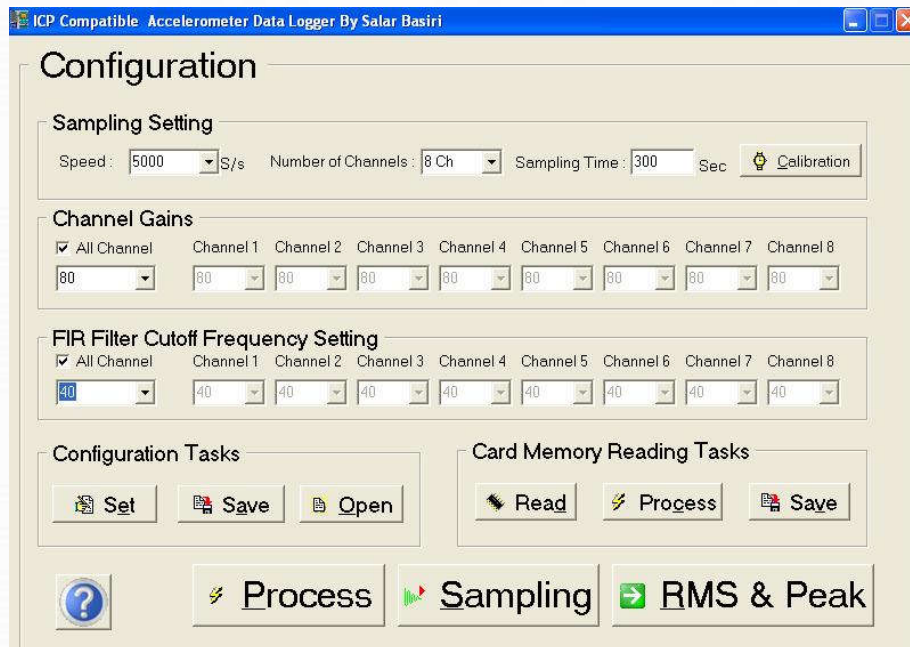 ICP Compatible Accelerometer Data Logger By Salar Basiri
Configuration
Sampling Setting
Speed : 5000 S/s Number of Channels : 8 Ch Sampling Time : 300 Sec Calibration
Channel Gains
All Channel Channel 1 Channel 2 Channel 3 Channel 4 Channel 5 Channel 6 Channel 7 Channel 8
80 80 80 80 80 80 80 80 80
FIR Filter Cutoff Frequency Setting
All Channel Channel 1 Channel 2 Channel 3 Channel 4 Channel 5 Channel 6 Channel 7 Channel 8
40 40 40 40 40 40 40 40 40
Configuration Tasks
Set Save Open
Card Memory Reading Tasks
Read Process Save
Process Sampling RMS & Peak